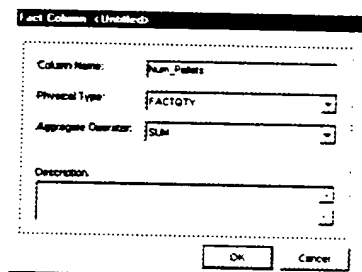 Fact Column <Untitled>
Column Name: Num_Pallets
Physical Type: FACTQTY
Aggregate Operator: SUM
Description:
OK Cancel